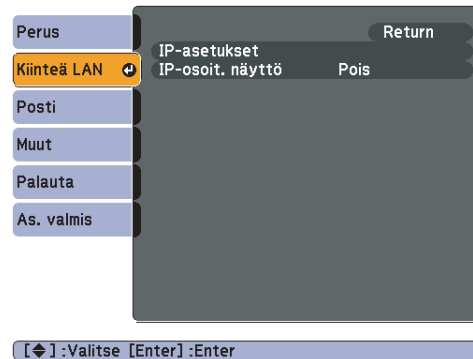 Perus
Kiinteä LAN
Posti
Muut
Palauta
As. valmis
Return
IP-asetukset
IP-osoit. näyttö Pois
[◆] :Valitse [Enter] :Enter